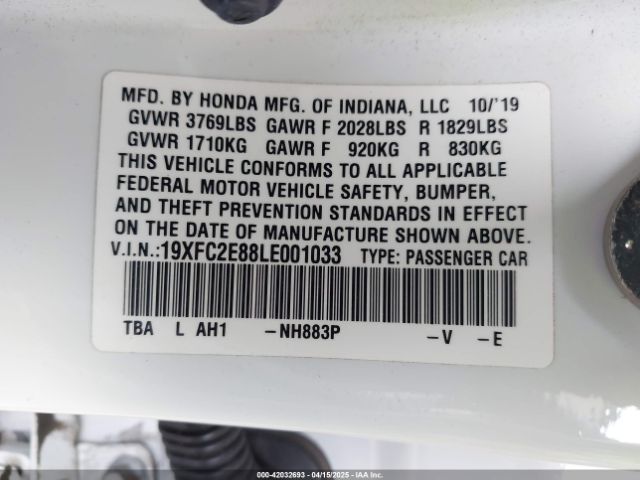 MFD. BY HONDA MFG. OF INDIANA, LLC 10/'19
GVWR 3769LBS GAWR F 2028LBS R 1829LBS
GVWR 1710KG GAWR F 920KG R 830KG
THIS VEHICLE CONFORMS TO ALL APPLICABLE
FEDERAL MOTOR VEHICLE SAFETY, BUMPER,
AND THEFT PREVENTION STANDARDS IN EFFECT
ON THE DATE OF MANUFACTURE SHOWN ABOVE.
V.I.N.:19XFC2E88LE001033 TYPE: PASSENGER CAR
TBA L AH1 -NH883P -V -E
000-42032693 - 04/15/2025 - IAA Inc.